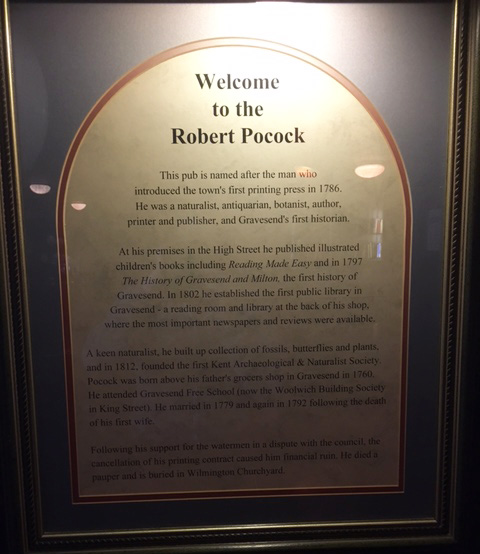 Welcome
to the
Robert Pocock
This pub is named after the man who
introduced the town's first printing press in 1786.
He was a naturalist, antiquarian, botanist, author,
printer and publisher, and Gravesend's first historian.
At his premises in the High Street he published illustrated
children's books including Reading Made Easy and in 1797
The History of Gravesend and Milton, the first history of
Gravesend. In 1802 he established the first public library in
Gravesend - a reading room and library at the back of his shop,
where the most important newspapers and reviews were available.
A keen naturalist, he built up collection of fossils, butterflies and plants,
and in 1812, founded the first Kent Archaeological & Naturalist Society.
Pocock was born above his father's grocers shop in Gravesend in 1760.
He attended Gravesend Free School (now the Woolwich Building Society
in King Street). He married in 1779 and again in 1792 following the death
of his first wife.
Following his support for the watermen in a dispute with the council, the
cancellation of his printing contract caused him financial ruin. He died a
pauper and is buried in Wilmington Churchyard.